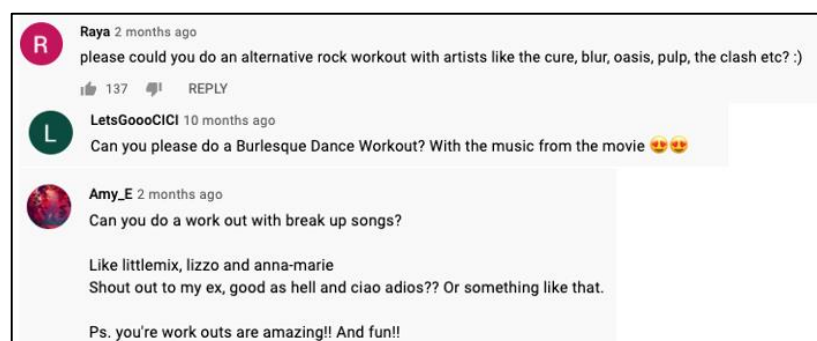 R
Raya 2 months ago
please could you do an alternative rock workout with artists like the cure, blur, oasis, pulp, the clash etc? :)
137 REPLY
L
LetsGoooCICI 10 months ago
Can you please do a Burlesque Dance Workout? With the music from the movie 😍😍
Amy_E 2 months ago
Can you do a work out with break up songs?
Like littlemix, lizzo and anna-marie
Shout out to my ex, good as hell and ciao adios?? Or something like that.
Ps. you're work outs are amazing!! And fun!!